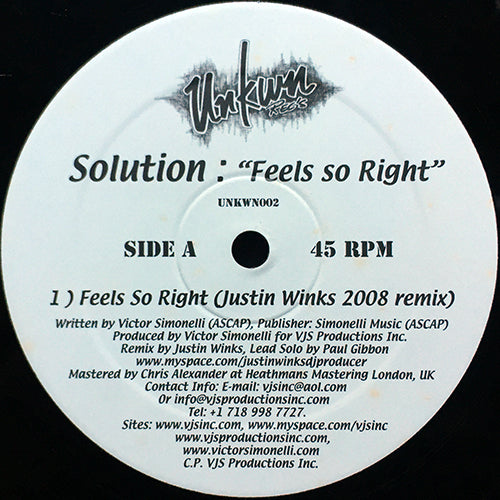 Unkwn
Rec's
Solution : “Feels so Right”
UNKWN002
SIDE A 45 RPM
1 ) Feels So Right (Justin Winks 2008 remix)
Written by Victor Simonelli (ASCAP), Publisher: Simonelli Music (ASCAP)
Produced by Victor Simonelli for VJS Productions Inc.
Remix by Justin Winks, Lead Solo by Paul Gibbon
www.myspace.com/justinwinksdjproducer
Mastered by Chris Alexander at Heathmans Mastering London, UK
Contact Info: E-mail: vjsinc@aol.com
Or info@vjsproductionsinc.com
Tel: +1 718 998 7727.
Sites: www.vjsinc.com, www.myspace.com/vjsinc
www.vjsproductionsinc.com,
www.victorsimonelli.com
C.P. VJS Productions Inc.